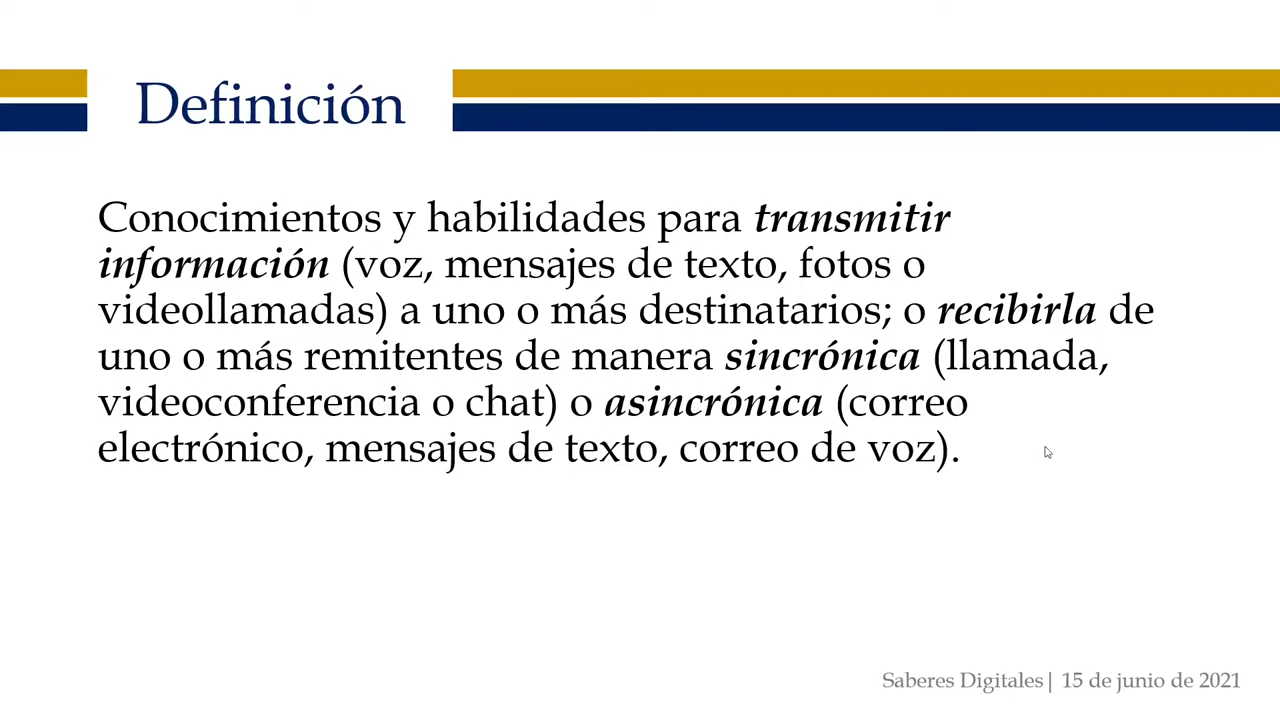 Definición
Conocimientos y habilidades para transmitir
información (voz, mensajes de texto, fotos o
videollamadas) a uno o más destinatarios; o recibirla de
uno o más remitentes de manera sincrónica (llamada,
videoconferencia o chat) o asincrónica (correo
electrónico, mensajes de texto, correo de voz).
Saberes Digitales| 15 de junio de 2021